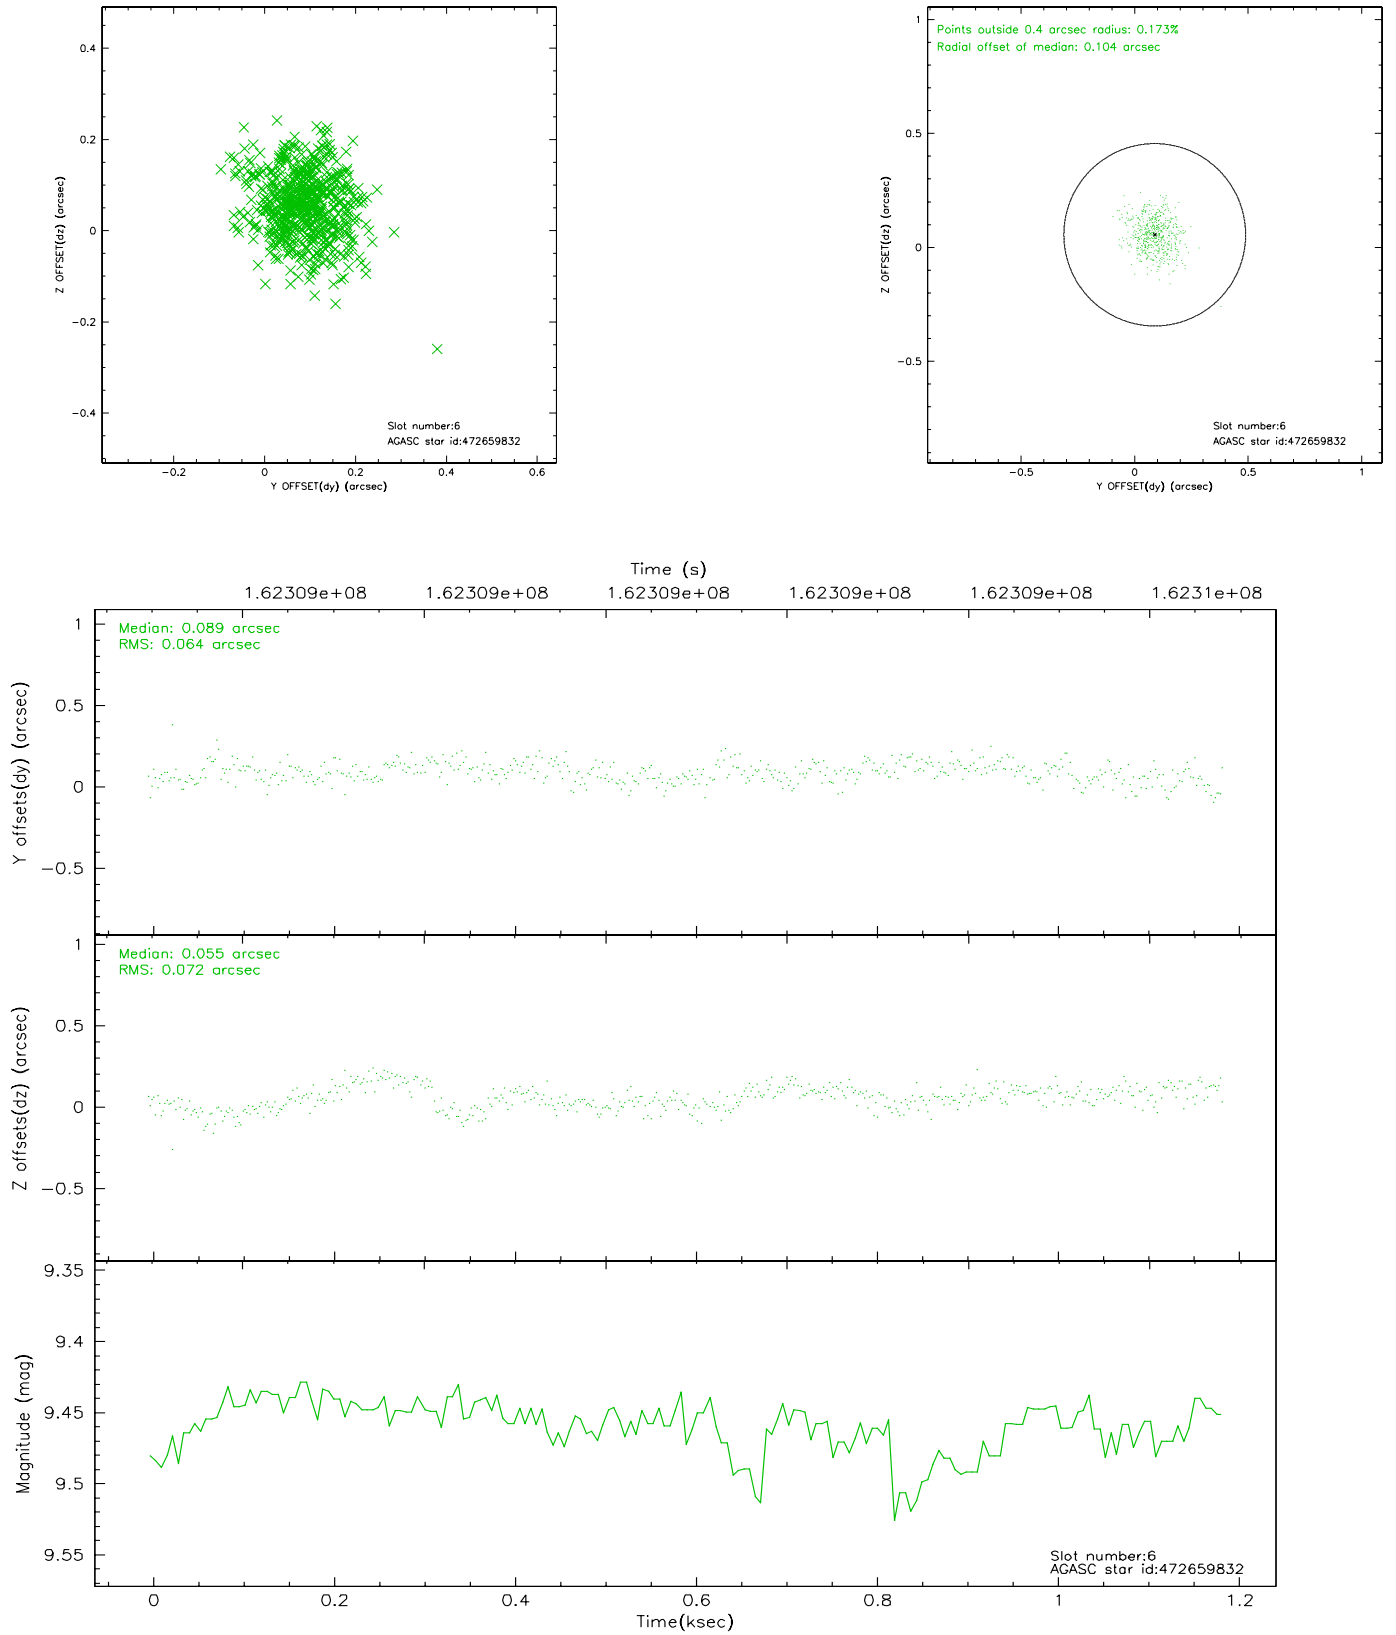 0.4
0.2
0
−0.2
−0.4
Z OFFSET(dz) (arcsec)
Slot number:6
AGASC star id:472659832
−0.2 0 0.2 0.4 0.6
Y OFFSET(dy) (arcsec)
Points outside 0.4 arcsec radius: 0.173%
Radial offset of median: 0.104 arcsec
1
0.5
0
−0.5
Z OFFSET(dz) (arcsec)
Slot number:6
AGASC star id:472659832
−0.5 0 0.5 1
Y OFFSET(dy) (arcsec)
Time (s)
1.62309e+08 1.62309e+08 1.62309e+08 1.62309e+08 1.62309e+08 1.6231e+08
Median: 0.089 arcsec
RMS: 0.064 arcsec
1
0.5
0
−0.5
Y offsets(dy) (arcsec)
Median: 0.055 arcsec
RMS: 0.072 arcsec
1
0.5
0
−0.5
Z offsets(dz) (arcsec)
9.35
9.4
9.45
9.5
9.55
Magnitude (mag)
Slot number:6
AGASC star id:472659832
0 0.2 0.4 0.6 0.8 1 1.2
Time(ksec)